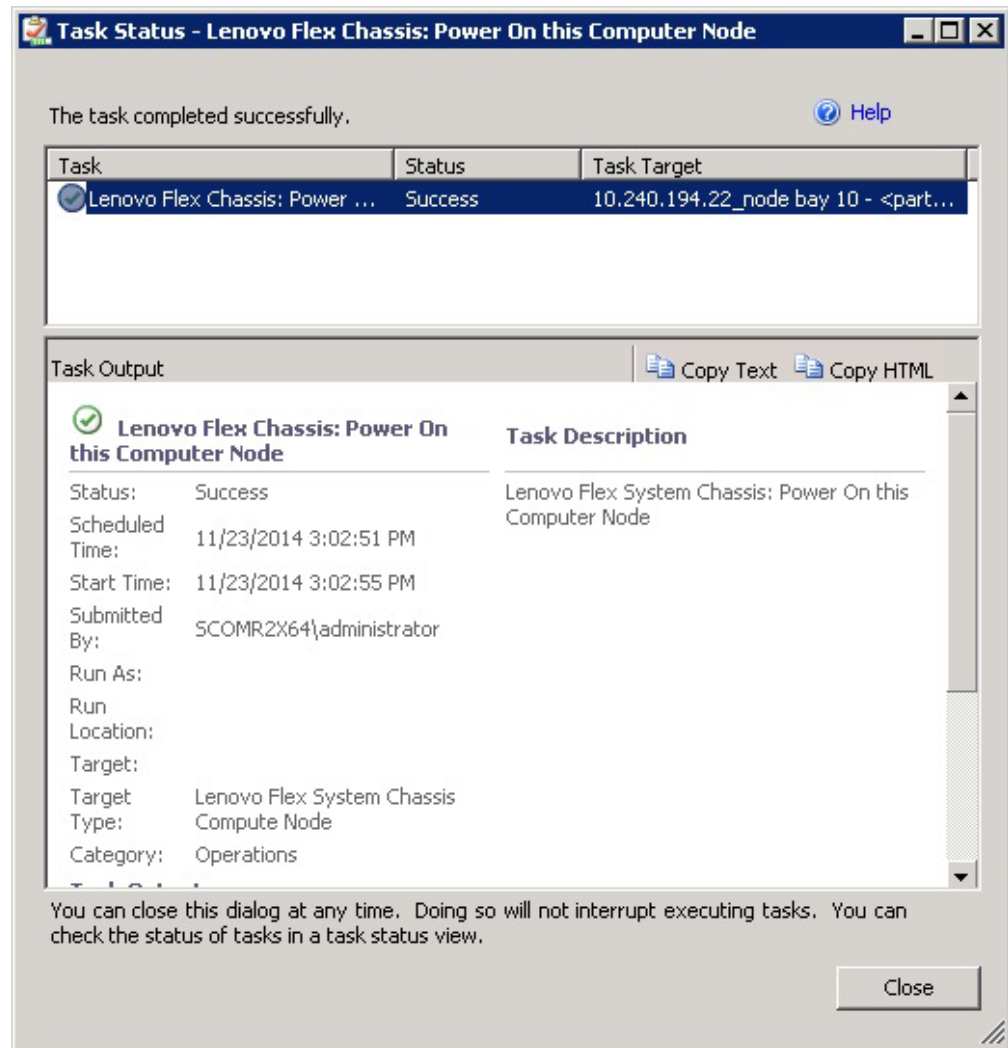 Task Status - Lenovo Flex Chassis: Power On this Computer Node
The task completed successfully.
Help
Task Status Task Target
Lenovo Flex Chassis: Power ... Success 10.240.194.22_node bay 10 - <part...
Task Output
Copy Text Copy HTML
Lenovo Flex Chassis: Power On
this Computer Node
Task Description
Lenovo Flex System Chassis: Power On this
Computer Node
Status: Success
Scheduled
Time: 11/23/2014 3:02:51 PM
Start Time: 11/23/2014 3:02:55 PM
Submitted
By: SCOMR2X64\administrator
Run As:
Run
Location:
Target:
Target
Type: Lenovo Flex System Chassis
Compute Node
Category: Operations
You can close this dialog at any time. Doing so will not interrupt executing tasks. You can
check the status of tasks in a task status view.
Close